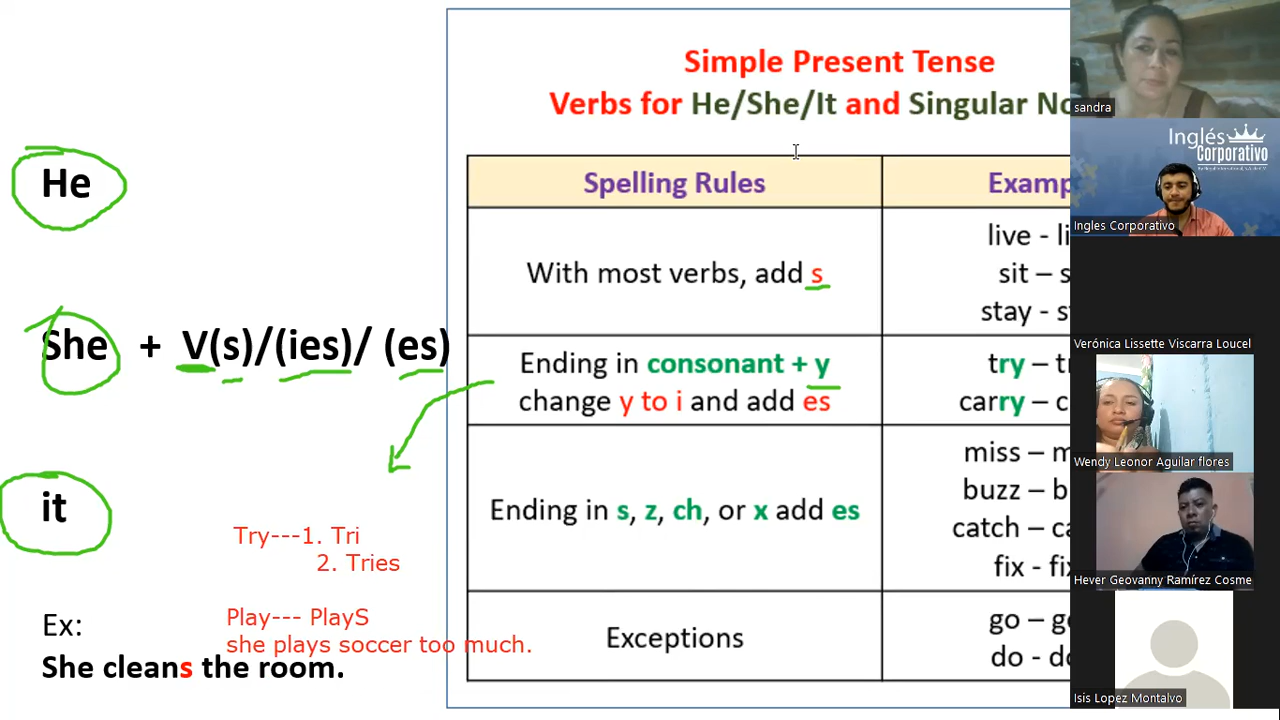 He
She + V(s)/(ies)/ (es)
it
Try---1. Tri
2. Tries
Play--- PlayS
she plays soccer too much.
Ex:
She cleans the room.
Simple Present Tense
Verbs for He/She/It and Singular No
Spelling Rules
Examp
With most verbs, add s
live - li
sit – s
stay - st
Ending in consonant + y
change y to i and add es
try – tr
carry – c
Ending in s, z, ch, or x add es
miss – m
buzz – b
catch – ca
fix - fix
Exceptions
go – go
do - do
sandra
Inglés
Corporativo
Ingles Corporativo
Verónica Lissette Viscarra Loucel
Wendy Leonor Aguilar flores
Hever Geovanny Ramírez Cosme
Isis Lopez Montalvo